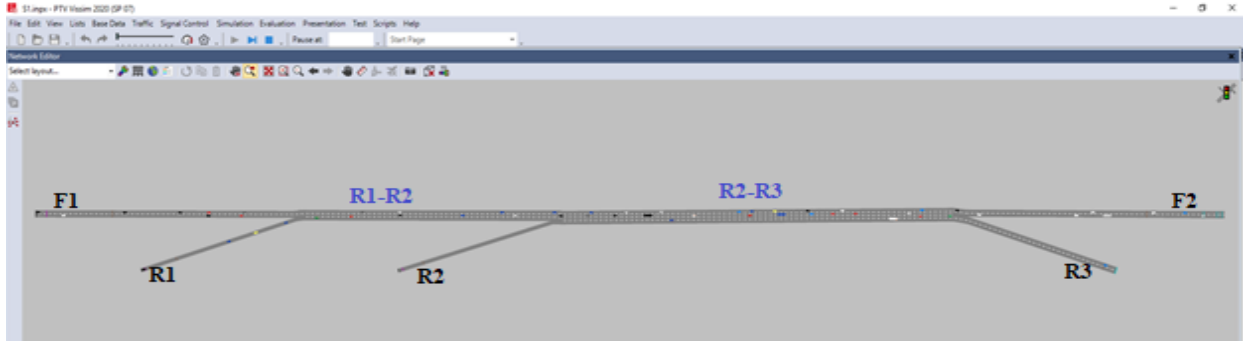 S1.inpx - PTV Vissim 2020 (SP 07)
File Edit View Lists Base Data Traffic Signal Control Simulation Evaluation Presentation Test Scripts Help
Pause at: Start Page
Network Editor
Select layout...
F1 R1-R2 R2-R3 F2
R1 R2 R3